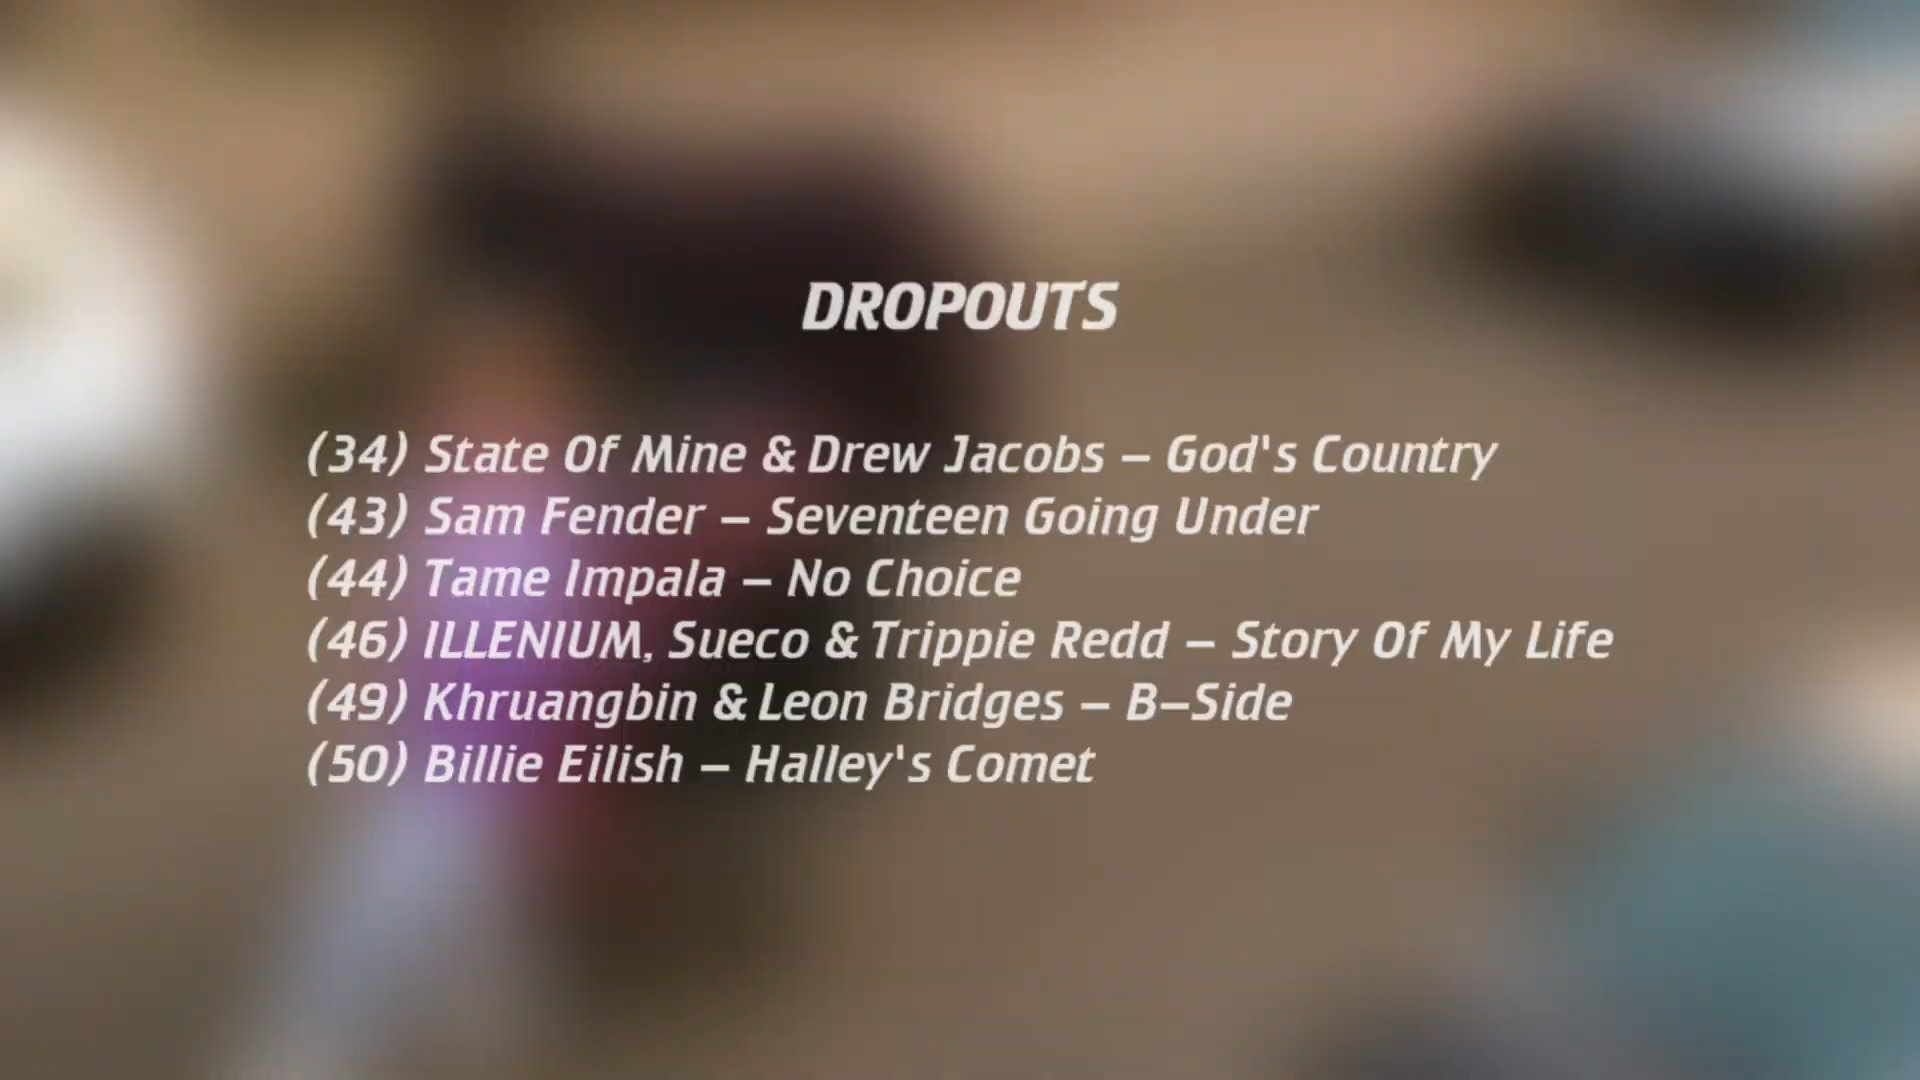 DROPOUTS
(34) State Of Mine & Drew Jacobs – God's Country
(43) Sam Fender – Seventeen Going Under
(44) Tame Impala – No Choice
(46) ILLENIUM, Sueco & Trippie Redd – Story Of My Life
(49) Khruangbin & Leon Bridges – B–Side
(50) Billie Eilish – Halley's Comet